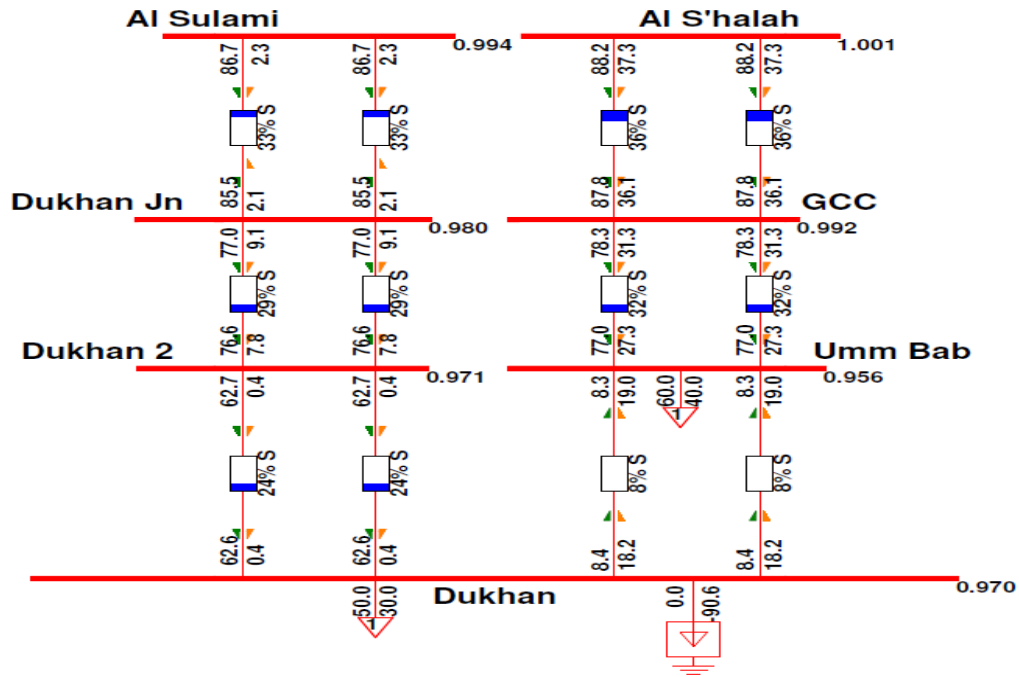 Al Sulami
Al S'halah
0.994
1.001
86.7 2.3
86.7 2.3
88.2 37.3
88.2 37.3
33% S
33% S
36% S
36% S
85.5 2.1
85.5 2.1
87.8 36.1
87.8 36.1
Dukhan Jn
GCC
0.980
0.992
77.0 9.1
77.0 9.1
78.3 31.3
78.3 31.3
29% S
29% S
32% S
32% S
76.6 7.8
76.6 7.8
77.0 27.3
77.0 27.3
Dukhan 2
Umm Bab
0.971
0.956
62.7 0.4
62.7 0.4
8.3 19.0
60.0 40.0
1
8.3 19.0
24% S
24% S
8% S
8% S
62.6 0.4
62.6 0.4
8.4 18.2
8.4 18.2
0.970
Dukhan
50.0 30.0
1
0.0 -90.6